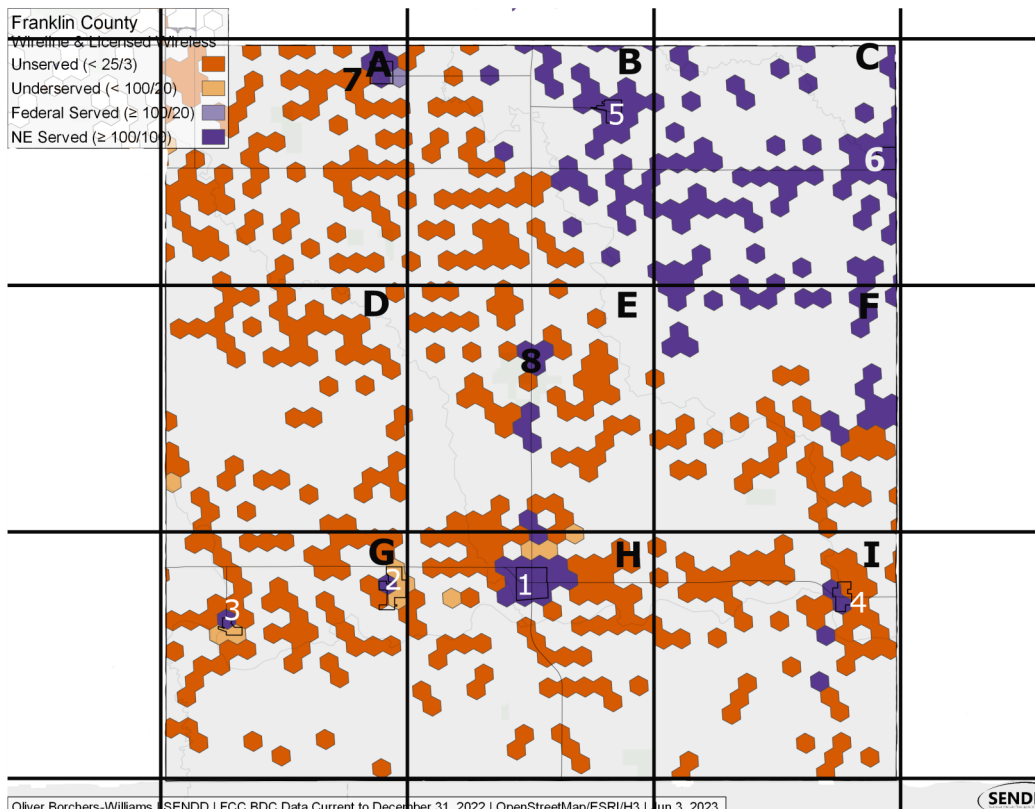 Franklin County
Wireline & Licensed Wireless
Unserved (< 25/3)
Underserved (< 100/20)
Federal Served (≥ 100/20)
NE Served (≥ 100/100)
A
B
C
7
5
6
D
E
F
8
G
H
I
2
1
3
4
SEND
Oliver Borchers-Williams | SENDD | FCC BDC Data Current to December 31, 2022 | OpenStreetMap/ESRI/H3 | Jun 3, 2023